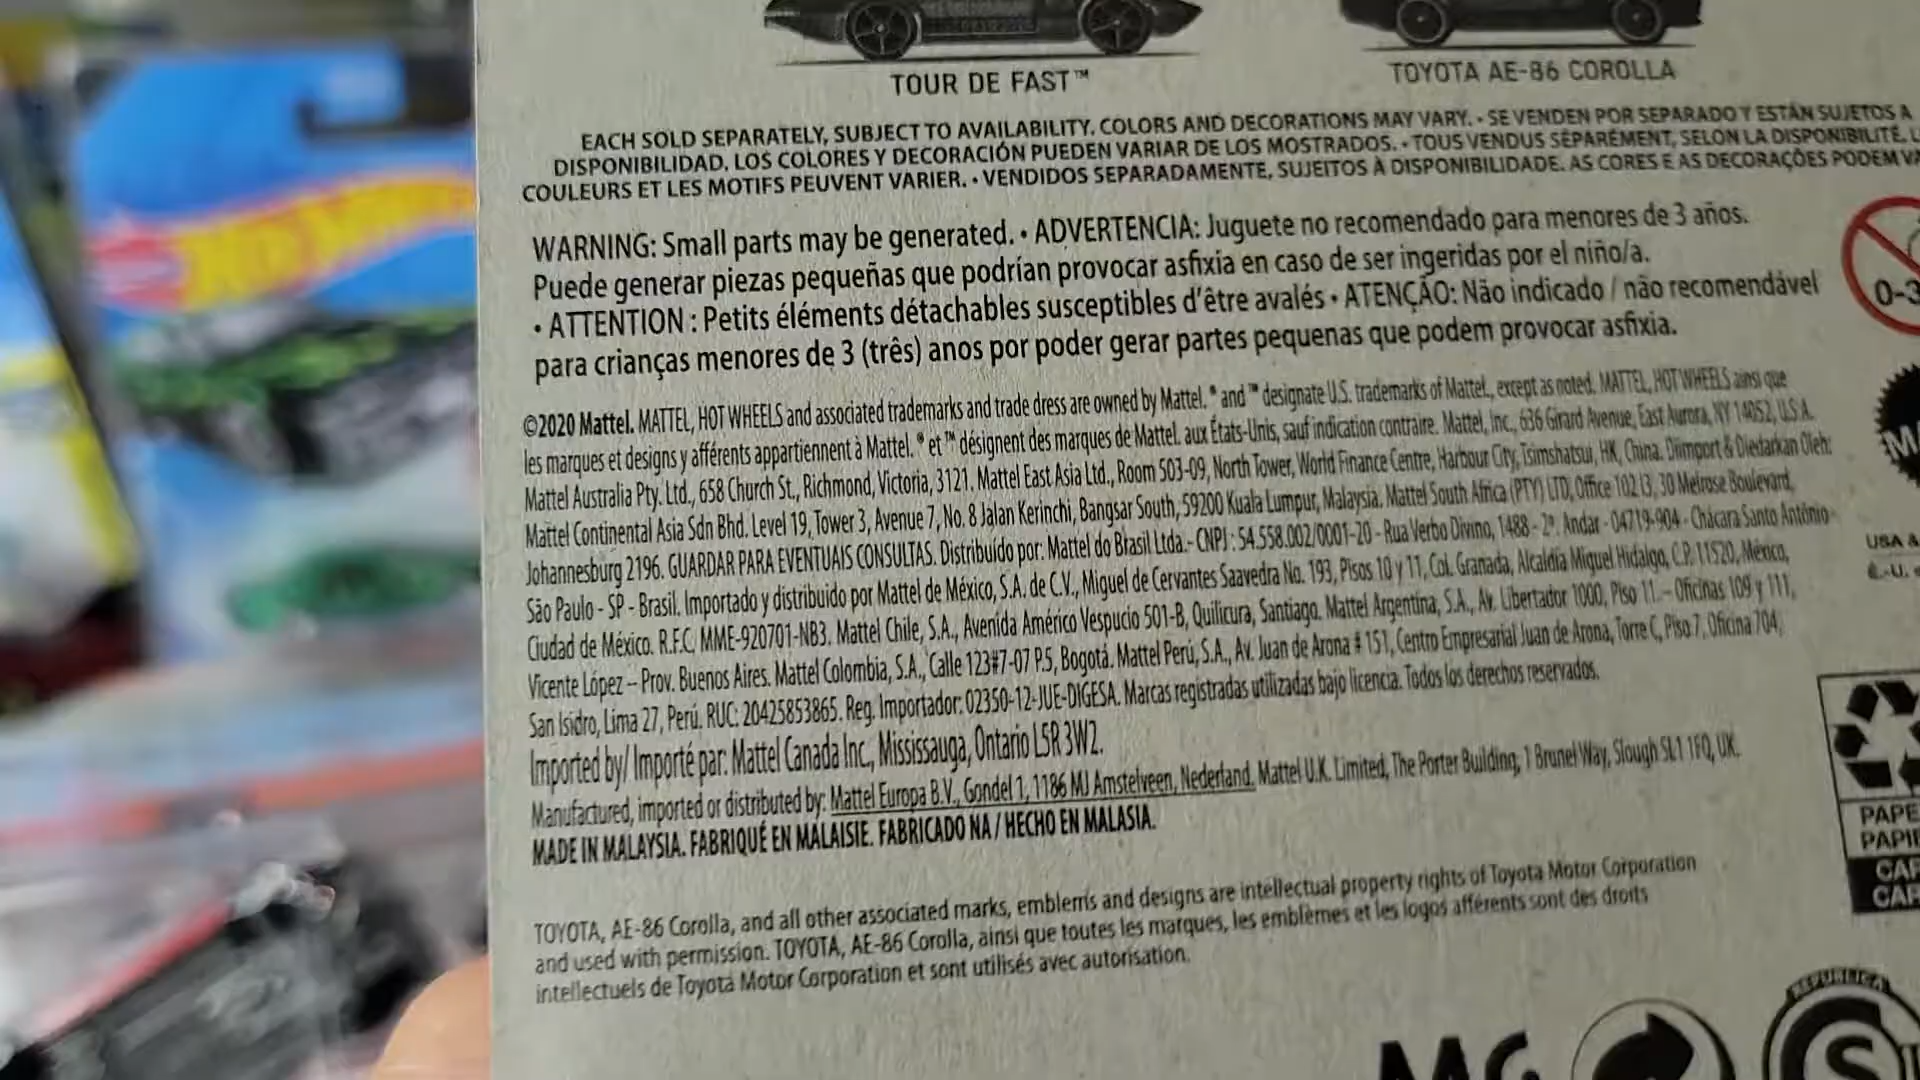 TOUR DE FAST™
TOYOTA AE-86 COROLLA
EACH SOLD SEPARATELY, SUBJECT TO AVAILABILITY. COLORS AND DECORATIONS MAY VARY. • SE VENDEN POR SEPARADO Y ESTÁN SUJETOS A
DISPONIBILIDAD. LOS COLORES Y DECORACIÓN PUEDEN VARIAR DE LOS MOSTRADOS. • TOUS VENDUS SÉPARÉMENT, SELON LA DISPONIBILITÉ. L
COULEURS ET LES MOTIFS PEUVENT VARIER. • VENDIDOS SEPARADAMENTE, SUJEITOS À DISPONIBILIDADE. AS CORES E AS DECORAÇÕES PODEM VA
WARNING: Small parts may be generated. • ADVERTENCIA: Juguete no recomendado para menores de 3 años.
Puede generar piezas pequeñas que podrían provocar asfixia en caso de ser ingeridas por el niño/a.
• ATTENTION : Petits éléments détachables susceptibles d'être avalés • ATENÇÃO: Não indicado / não recomendável
para crianças menores de 3 (três) anos por poder gerar partes pequenas que podem provocar asfixia.
0-3
©2020 Mattel. MATTEL, HOT WHEELS and associated trademarks and trade dress are owned by Mattel. ® and ™ designate U.S. trademarks of Mattel, except as noted. MATTEL, HOT WHEELS ainsi que
les marques et designs y afférents appartiennent à Mattel. ® et ™ désignent des marques de Mattel. aux États-Unis, sauf indication contraire. Mattel, Inc., 636 Girard Avenue, East Aurora, NY 14052, U.S.A.
Mattel Australia Pty. Ltd., 658 Church St., Richmond, Victoria, 3121. Mattel East Asia Ltd., Room 503-09, North Tower, World Finance Centre, Harbour City, Tsimshatsui, HK, China. Diimport & Diedarkan Oleh:
Mattel Continental Asia Sdn Bhd. Level 19, Tower 3, Avenue 7, No. 8 Jalan Kerinchi, Bangsar South, 59200 Kuala Lumpur, Malaysia. Mattel South Africa (PTY) LTD, Office 102 I3, 30 Melrose Boulevard,
Johannesburg 2196. GUARDAR PARA EVENTUAIS CONSULTAS. Distribuído por: Mattel do Brasil Ltda.- CNPJ : 54.558.002/0001-20 - Rua Verbo Divino, 1488 - 2º. Andar - 04719-904 - Chácara Santo Antônio -
São Paulo - SP - Brasil. Importado y distribuido por Mattel de México, S.A. de C.V., Miguel de Cervantes Saavedra No. 193, Pisos 10 y 11, Col. Granada, Alcaldía Miguel Hidalgo, C.P. 11520, México,
Ciudad de México. R.F.C. MME-920701-NB3. Mattel Chile, S.A., Avenida Américo Vespucio 501-B, Quilicura, Santiago. Mattel Argentina, S.A., Av. Libertador 1000, Piso 11 – Oficinas 109 y 111,
Vicente López – Prov. Buenos Aires. Mattel Colombia, S.A., Calle 123#7-07 P.5, Bogotá. Mattel Perú, S.A., Av. Juan de Arona # 151, Centro Empresarial Juan de Arona, Torre C, Piso 7, Oficina 704,
San Isidro, Lima 27, Perú. RUC: 20425853865. Reg. Importador: 02350-12-JUE-DIGESA. Marcas registradas utilizadas bajo licencia. Todos los derechos reservados.
Imported by/ Importé par: Mattel Canada Inc., Mississauga, Ontario L5R 3W2.
Manufactured, imported or distributed by: Mattel Europa B.V., Gondel 1, 1186 MJ Amstelveen, Nederland. Mattel U.K. Limited, The Porter Building, 1 Brunel Way, Slough SL1 1FQ, UK.
MADE IN MALAYSIA. FABRIQUÉ EN MALAISIE. FABRICADO NA / HECHO EN MALASIA.
TOYOTA, AE-86 Corolla, and all other associated marks, emblems and designs are intellectual property rights of Toyota Motor Corporation
and used with permission. TOYOTA, AE-86 Corolla, ainsi que toutes les marques, les emblèmes et les logos afférents sont des droits
intellectuels de Toyota Motor Corporation et sont utilisés avec autorisation.
USA &
É.-U.
PAPE
PAPI
CAR
CAR
REPUBLICA
S
HOT WHEELS